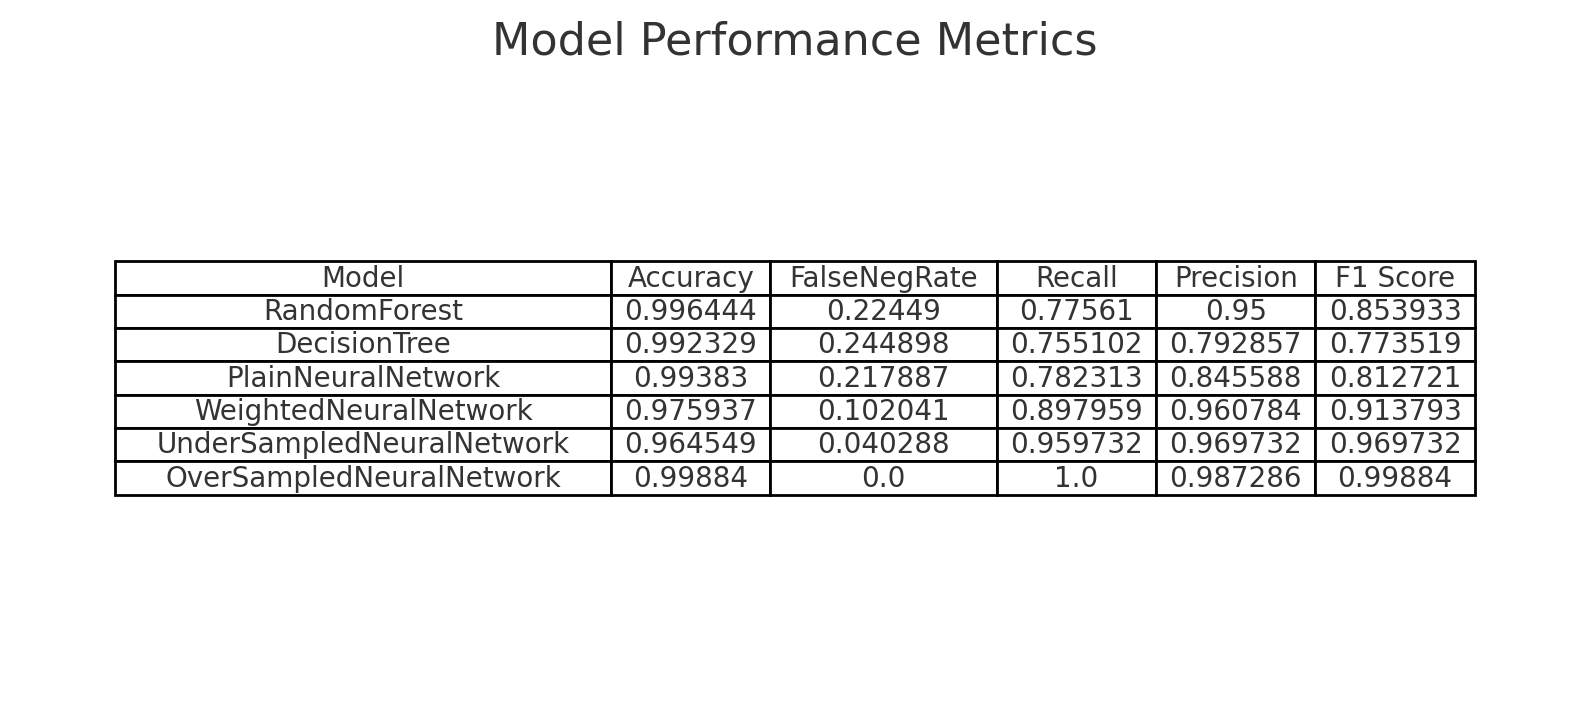 Model Performance Metrics
Model Accuracy FalseNegRate Recall Precision F1 Score
RandomForest 0.996444 0.22449 0.77561 0.95 0.853933
DecisionTree 0.992329 0.244898 0.755102 0.792857 0.773519
PlainNeuralNetwork 0.99383 0.217887 0.782313 0.845588 0.812721
WeightedNeuralNetwork 0.975937 0.102041 0.897959 0.960784 0.913793
UnderSampledNeuralNetwork 0.964549 0.040288 0.959732 0.969732 0.969732
OverSampledNeuralNetwork 0.99884 0.0 1.0 0.987286 0.99884